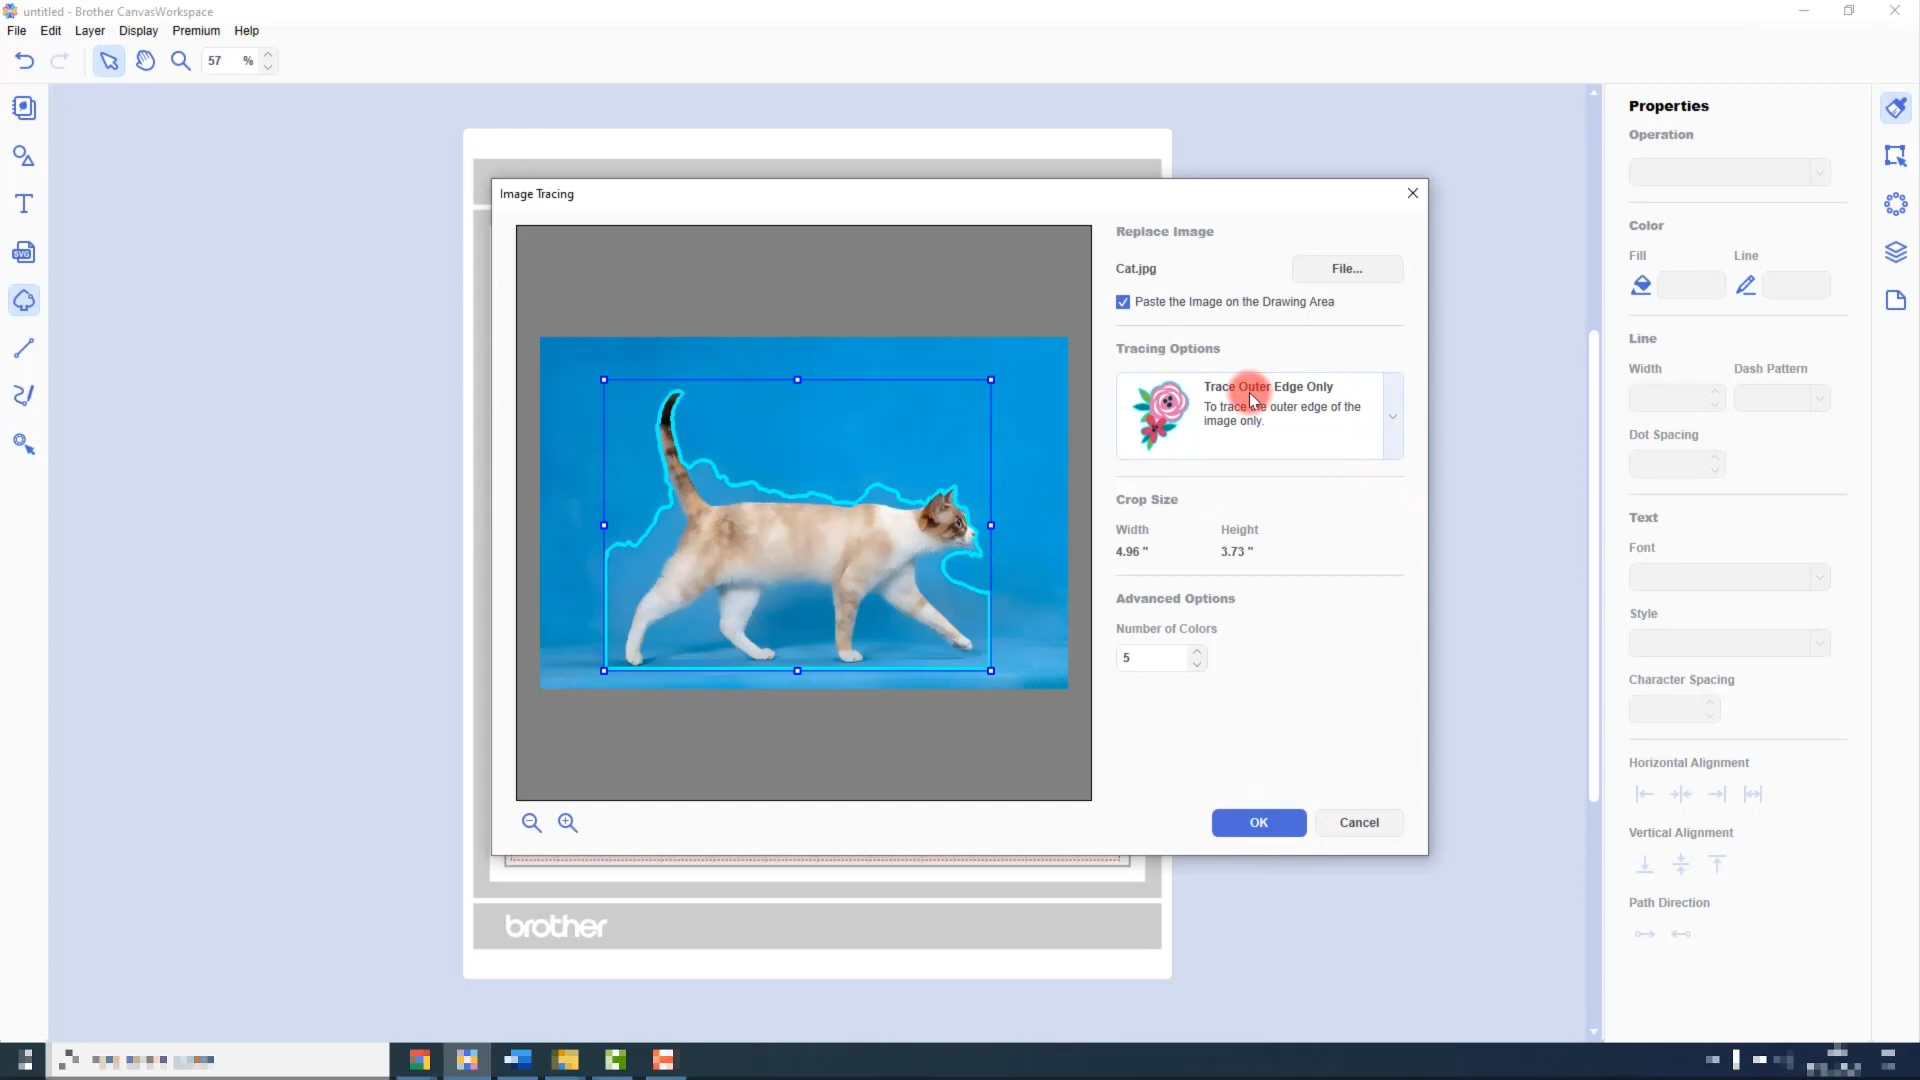 untitled - Brother CanvasWorkspace
File Edit Layer Display Premium Help
57 %
SVG
Image Tracing
Replace Image
Cat.jpg File...
Paste the Image on the Drawing Area
Tracing Options
Trace Outer Edge Only
To trace the outer edge of the
image only.
Crop Size
Width Height
4.96 " 3.73 "
Advanced Options
Number of Colors
5
OK Cancel
brother
Properties
Operation
Color
Fill Line
Line
Width Dash Pattern
Dot Spacing
Text
Font
Style
Character Spacing
Horizontal Alignment
Vertical Alignment
Path Direction